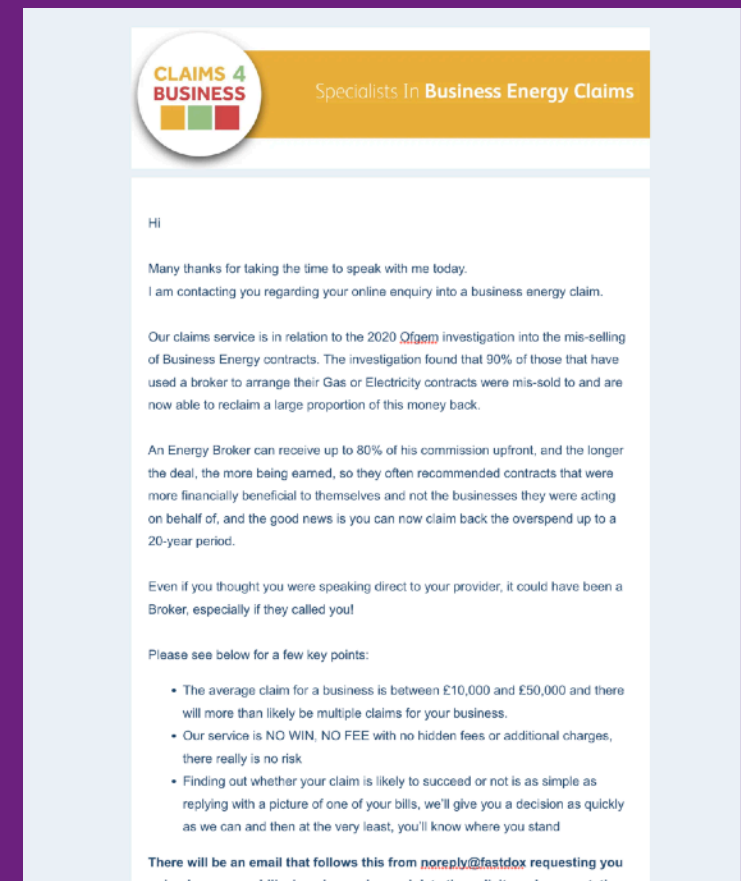 CLAIMS 4
BUSINESS
Specialists In Business Energy Claims
Hi
Many thanks for taking the time to speak with me today.
I am contacting you regarding your online enquiry into a business energy claim.
Our claims service is in relation to the 2020 Ofgem investigation into the mis-selling
of Business Energy contracts. The investigation found that 90% of those that have
used a broker to arrange their Gas or Electricity contracts were mis-sold to and are
now able to reclaim a large proportion of this money back.
An Energy Broker can receive up to 80% of his commission upfront, and the longer
the deal, the more being earned, so they often recommended contracts that were
more financially beneficial to themselves and not the businesses they were acting
on behalf of, and the good news is you can now claim back the overspend up to a
20-year period.
Even if you thought you were speaking direct to your provider, it could have been a
Broker, especially if they called you!
Please see below for a few key points:
• The average claim for a business is between £10,000 and £50,000 and there
will more than likely be multiple claims for your business.
• Our service is NO WIN, NO FEE with no hidden fees or additional charges,
there really is no risk
• Finding out whether your claim is likely to succeed or not is as simple as
replying with a picture of one of your bills, we'll give you a decision as quickly
as we can and then at the very least, you'll know where you stand
There will be an email that follows this from noreply@fastdox requesting you